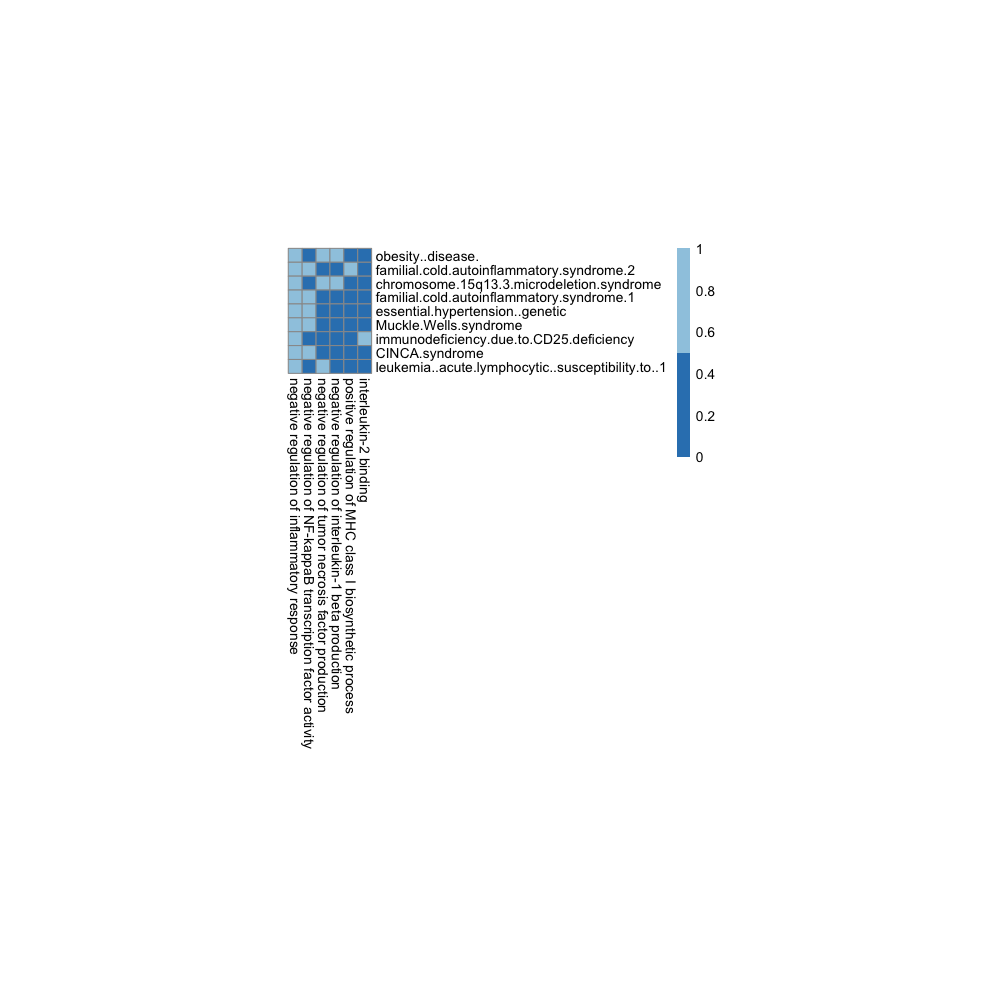 obesity..disease.
familial.cold.autoinflammatory.syndrome.2
chromosome.15q13.3.microdeletion.syndrome
familial.cold.autoinflammatory.syndrome.1
essential.hypertension..genetic
Muckle.Wells.syndrome
immunodeficiency.due.to.CD25.deficiency
CINCA.syndrome
leukemia..acute.lymphocytic..susceptibility.to..1
1
0.8
0.6
0.4
0.2
0
negative regulation of inflammatory response
negative regulation of NF-kappaB transcription factor activity
negative regulation of tumor necrosis factor production
negative regulation of interleukin-1 beta production
positive regulation of MHC class I biosynthetic process
interleukin-2 binding